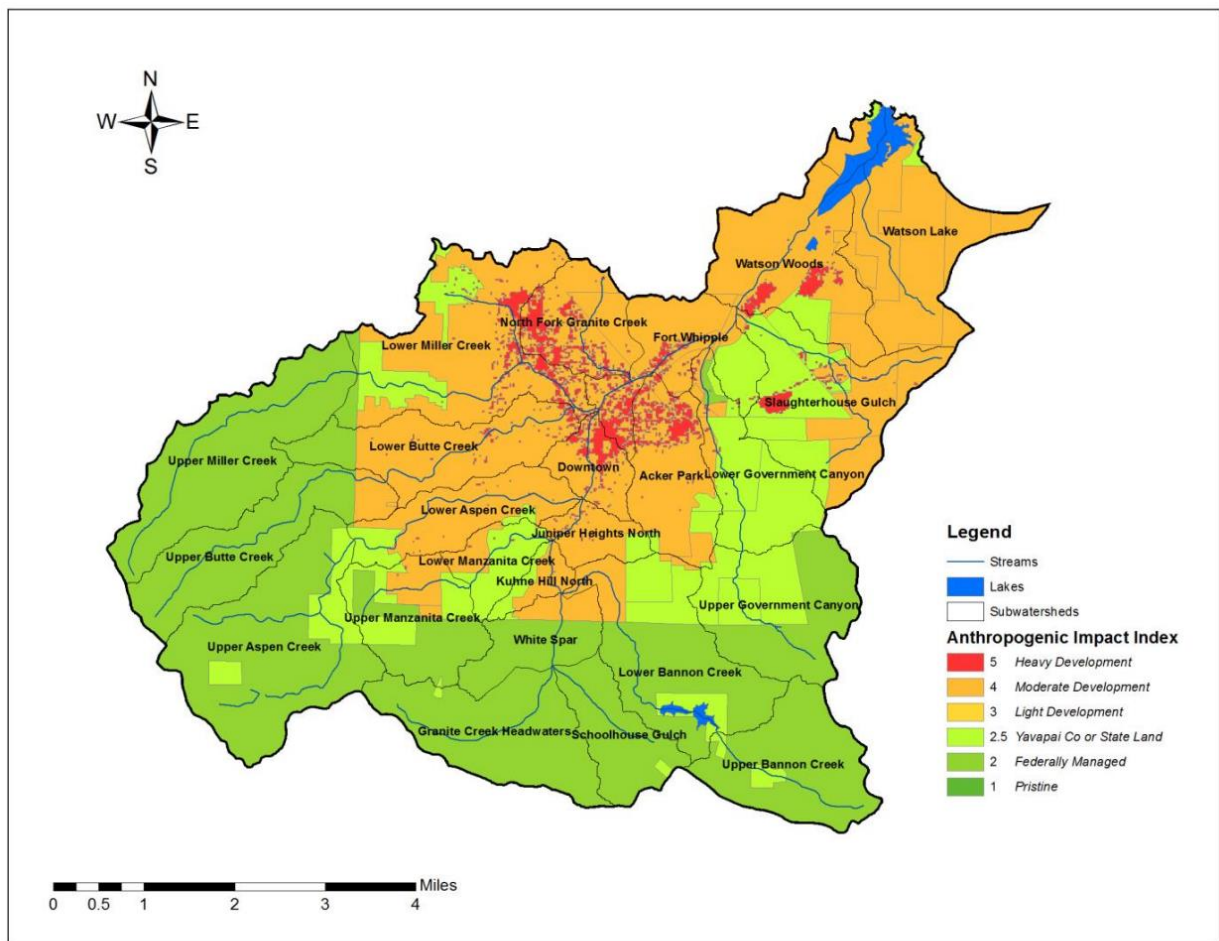 N
W E
S
Watson Lake
Watson Woods
North Fork Granite Creek
Fort Whipple
Lower Miller Creek
Slaughterhouse Gulch
Lower Butte Creek
Upper Miller Creek
Downtown
Acker Park
Lower Government Canyon
Lower Aspen Creek
Juniper Heights North
Upper Butte Creek
Lower Manzanita Creek
Kuhne Hill North
Upper Government Canyon
Upper Manzanita Creek
White Spar
Upper Aspen Creek
Lower Bannon Creek
Granite Creek Headwaters
Schoolhouse Gulch
Upper Bannon Creek
Legend
Streams
Lakes
Subwatersheds
Anthropogenic Impact Index
5 Heavy Development
4 Moderate Development
3 Light Development
2.5 Yavapai Co or State Land
2 Federally Managed
1 Pristine
Miles
0 0.5 1 2 3 4